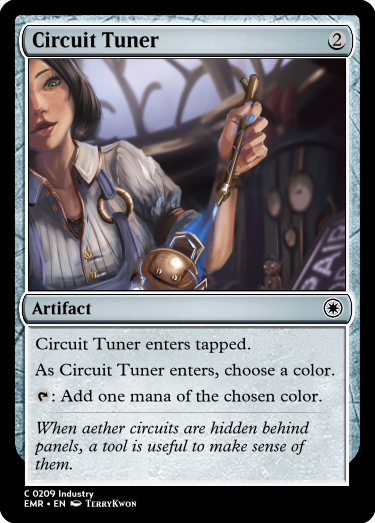 Circuit Tuner 2
Artifact
Circuit Tuner enters tapped.
As Circuit Tuner enters, choose a color.
: Add one mana of the chosen color.
When aether circuits are hidden behind
panels, a tool is useful to make sense of
them.
C 0209 Industry
EMR • EN TerryKwon